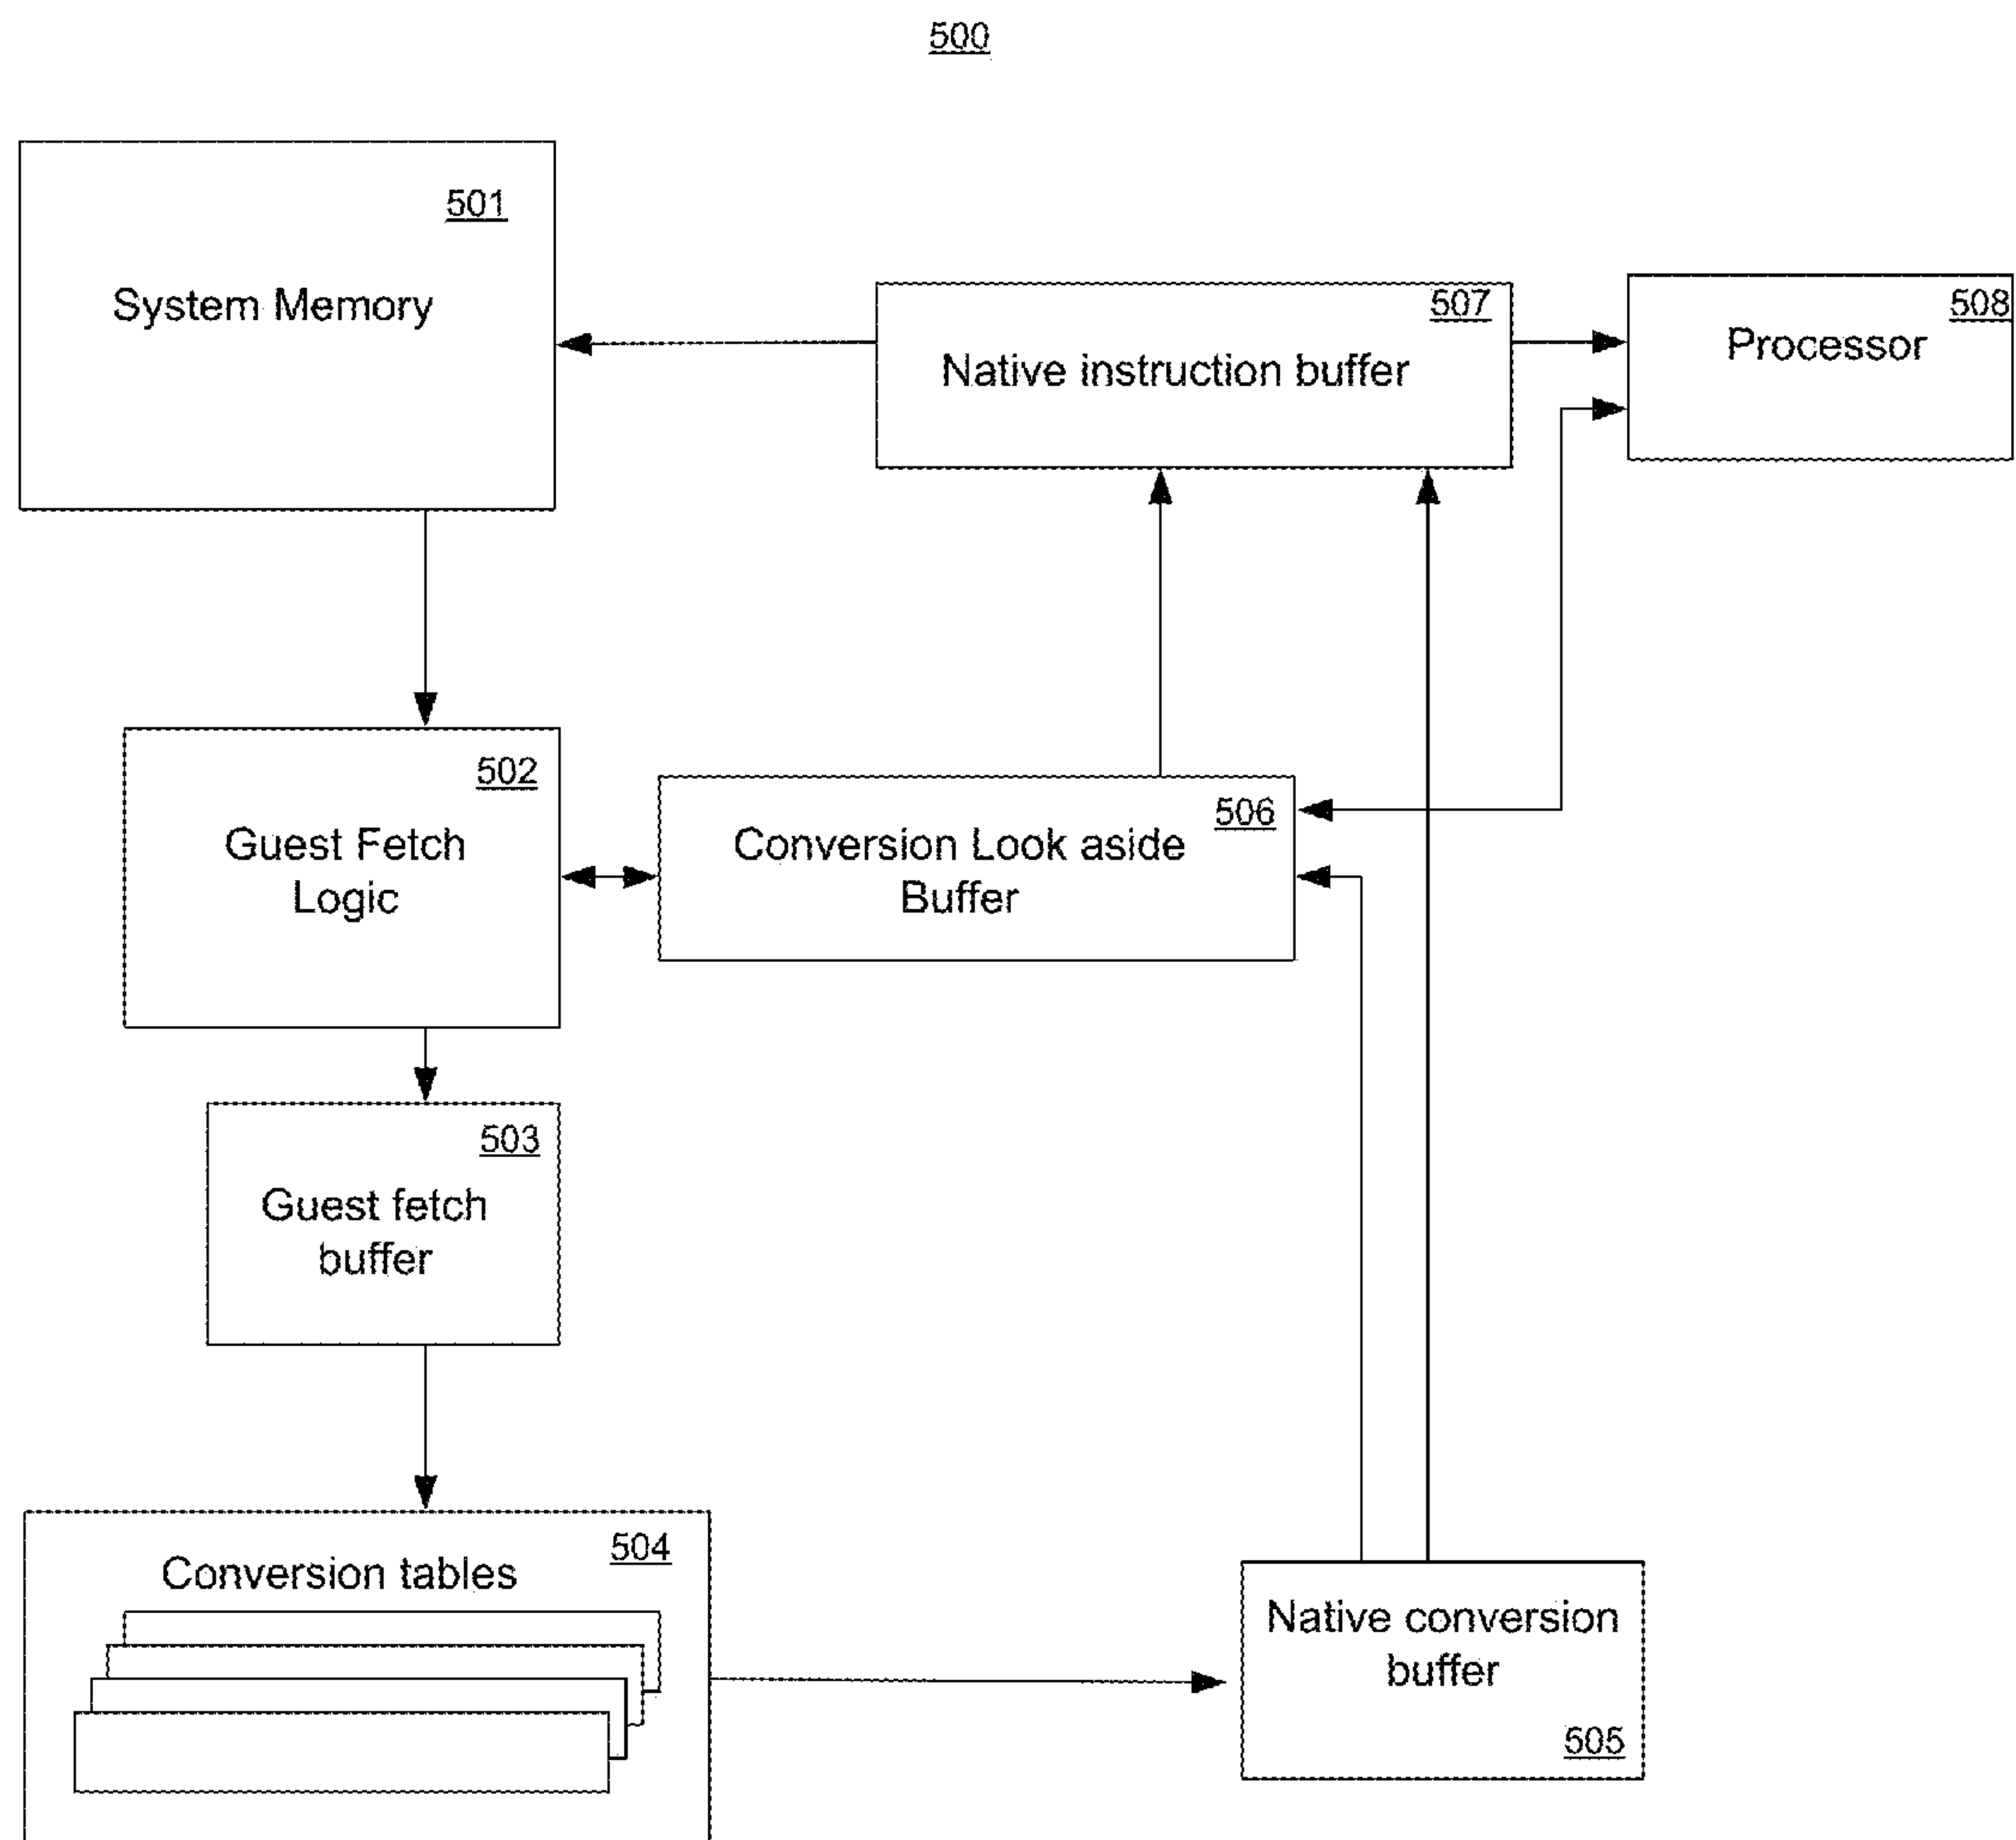 500
501
System Memory
507
Native instruction buffer
508
Processor
502
Guest Fetch
Logic
506
Conversion Look aside
Buffer
503
Guest fetch
buffer
504
Conversion tables
Native conversion
buffer
505